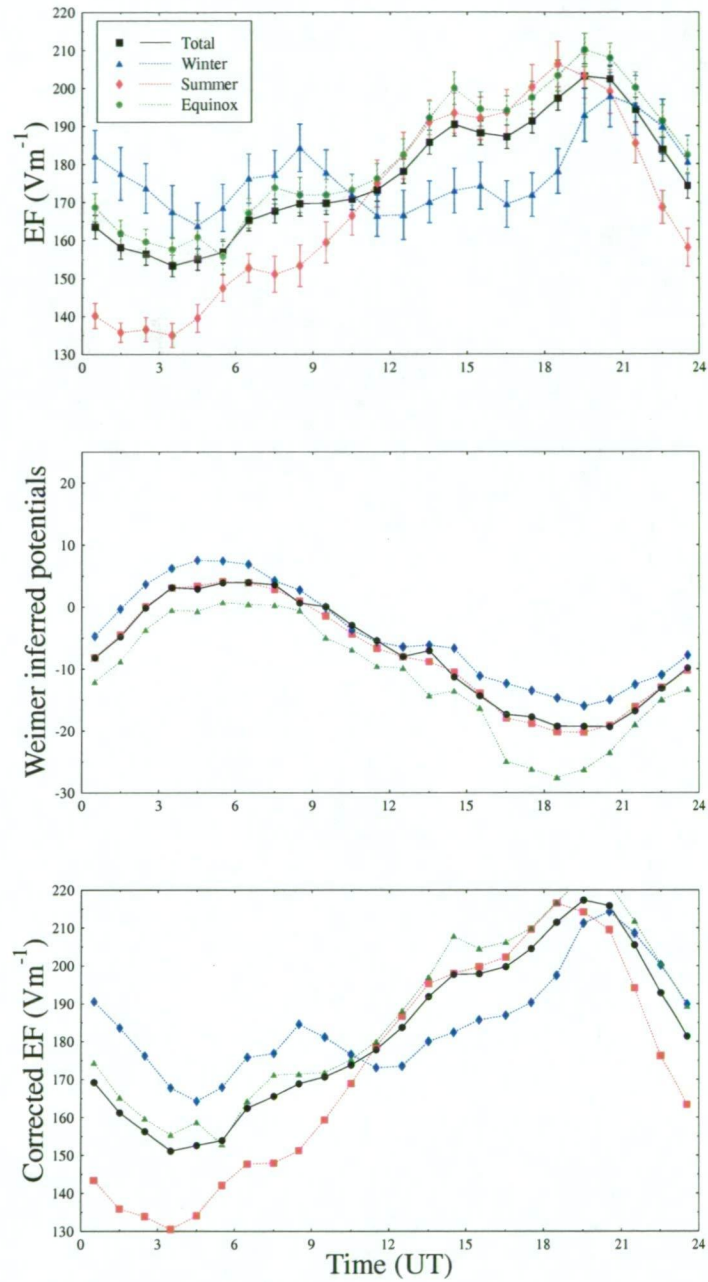 220
210
200
190
180
170
160
150
140
130
EF (Vm⁻¹)
Total
Winter
Summer
Equinox
0 3 6 9 12 15 18 21 24
20
10
0
-10
-20
-30
Weimer inferred potentials
0 3 6 9 12 15 18 21 24
220
210
200
190
180
170
160
150
140
130
Corrected EF (Vm⁻¹)
0 3 6 9 12 15 18 21 24
Time (UT)